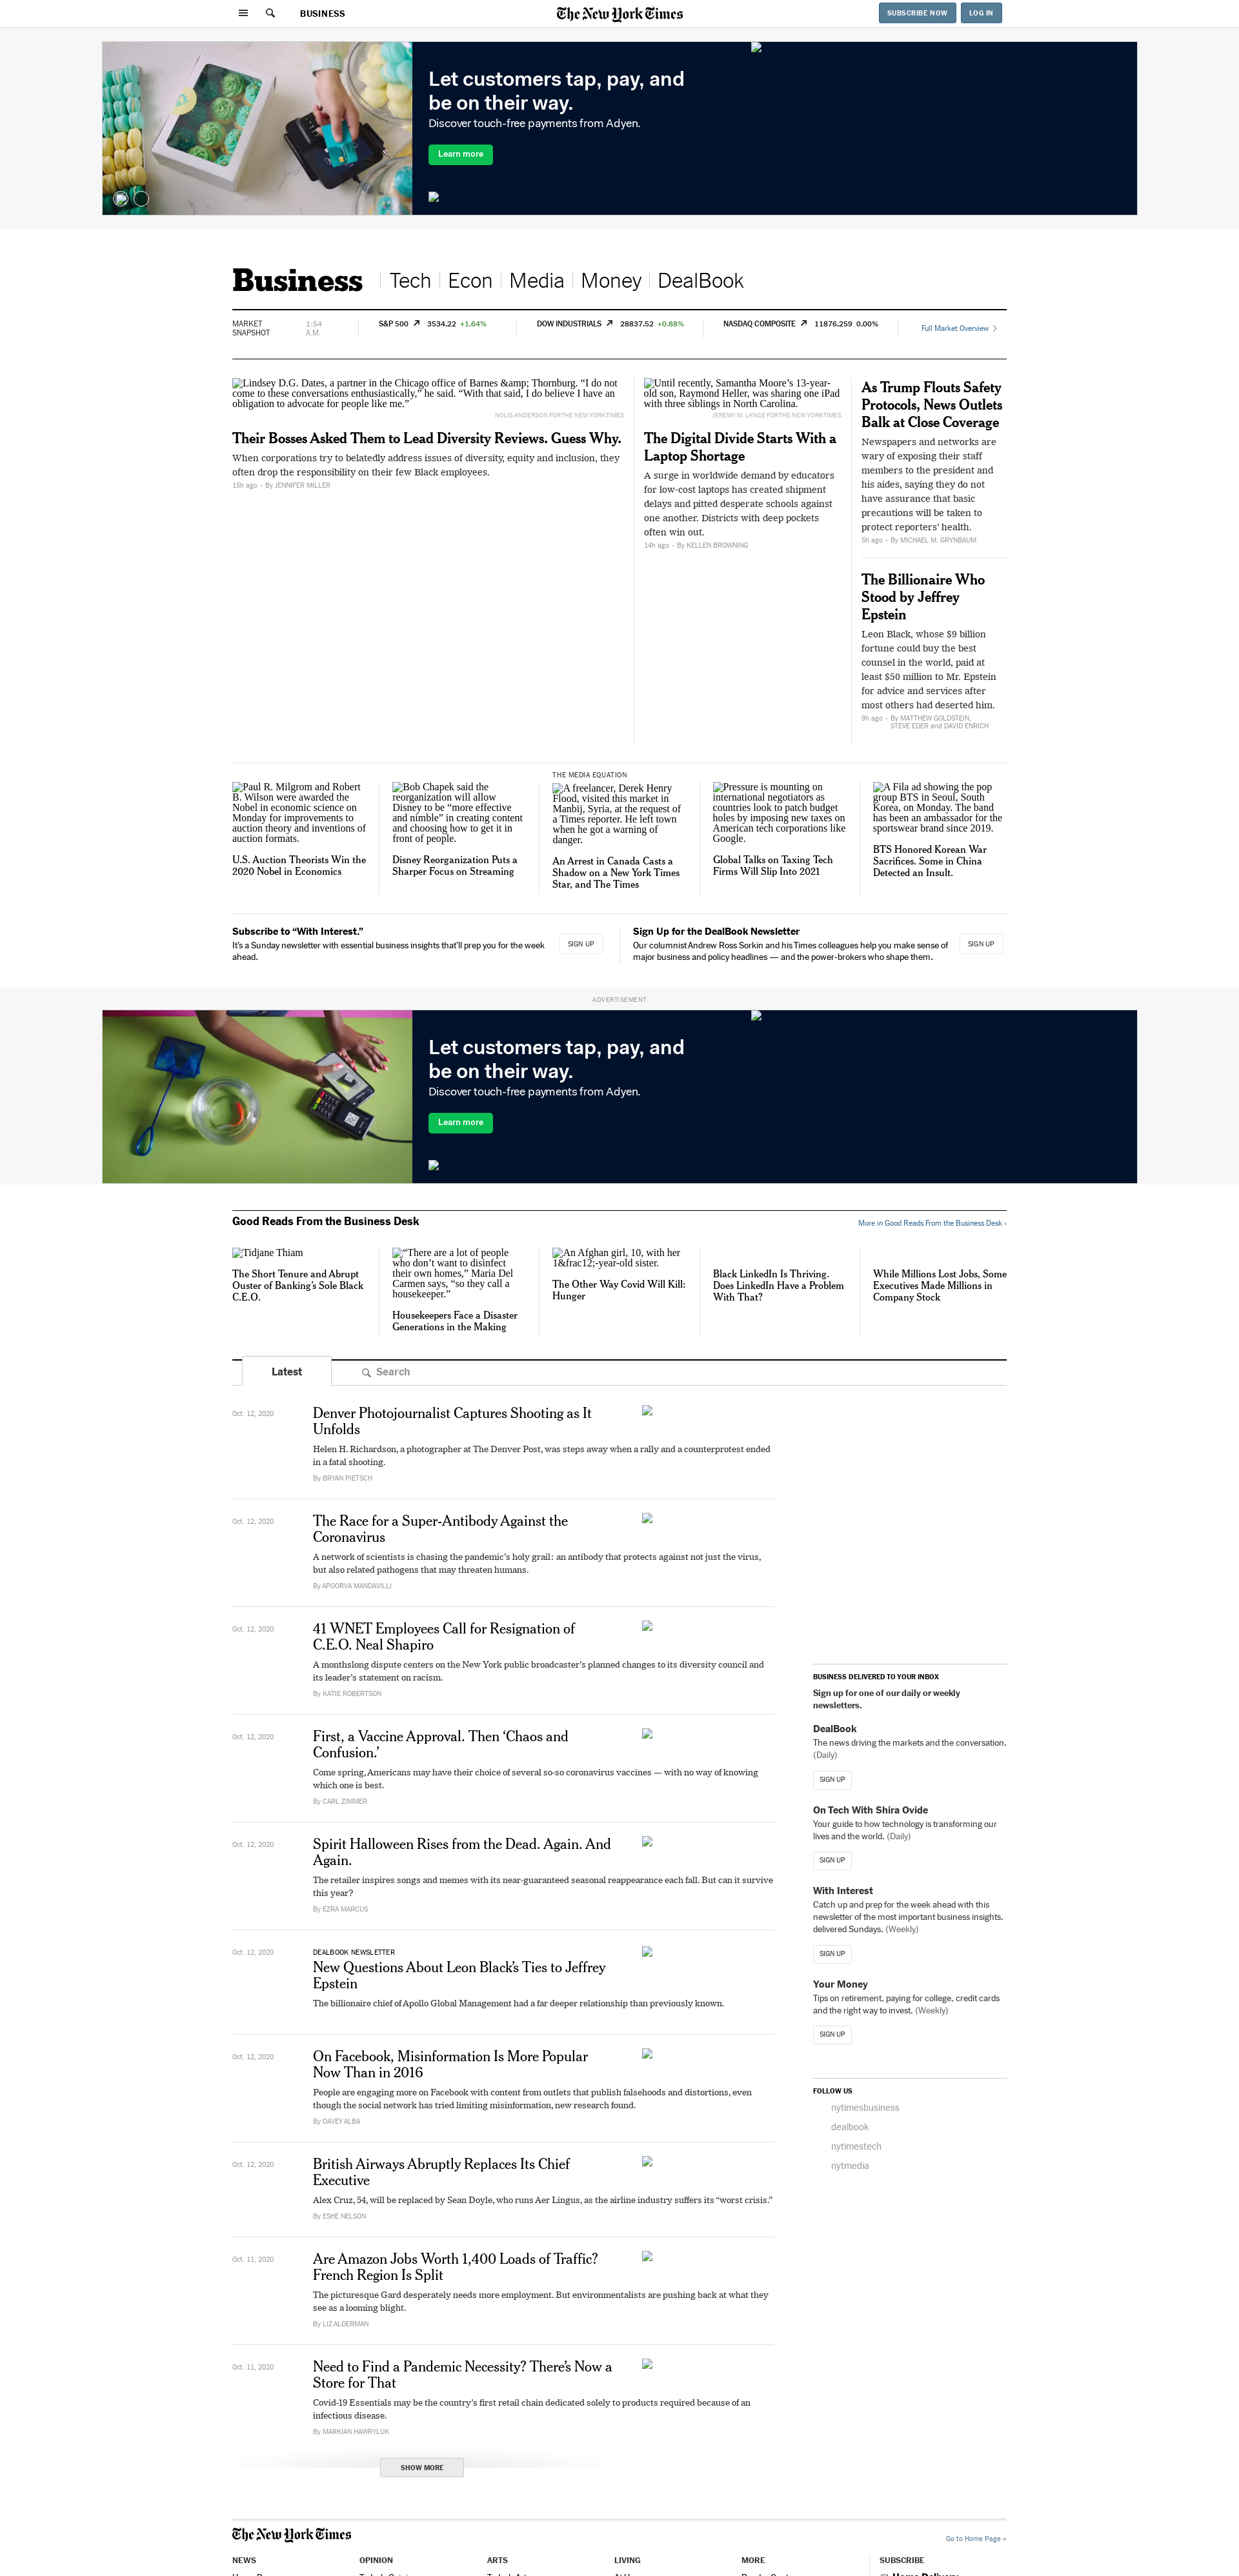 BUSINESS
The New York Times
SUBSCRIBE NOW
LOG IN
Let customers tap, pay, and
be on their way.
Discover touch-free payments from Adyen.
Learn more
Business
Tech
Econ
Media
Money
DealBook
MARKET
SNAPSHOT
1:54
A.M.
S&P 500 3534.22 +1.64%
DOW INDUSTRIALS 28837.52 +0.88%
NASDAQ COMPOSITE 11876.259 0.00%
Full Market Overview
Lindsey D.G. Dates, a partner in the Chicago office of Barnes &amp; Thornburg. “I do not
come to these conversations enthusiastically,” he said. “With that said, I do believe I have an
obligation to advocate for people like me.”
NOLIS ANDERSON FOR THE NEW YORK TIMES
Their Bosses Asked Them to Lead Diversity Reviews. Guess Why.
When corporations try to belatedly address issues of diversity, equity and inclusion, they
often drop the responsibility on their few Black employees.
15h ago • By JENNIFER MILLER
Until recently, Samantha Moore’s 13-year-
old son, Raymond Heller, was sharing one iPad
with three siblings in North Carolina.
JEREMY M. LANGE FOR THE NEW YORK TIMES
The Digital Divide Starts With a
Laptop Shortage
A surge in worldwide demand by educators
for low-cost laptops has created shipment
delays and pitted desperate schools against
one another. Districts with deep pockets
often win out.
14h ago • By KELLEN BROWNING
As Trump Flouts Safety
Protocols, News Outlets
Balk at Close Coverage
Newspapers and networks are
wary of exposing their staff
members to the president and
his aides, saying they do not
have assurance that basic
precautions will be taken to
protect reporters’ health.
5h ago • By MICHAEL M. GRYNBAUM
The Billionaire Who
Stood by Jeffrey
Epstein
Leon Black, whose $9 billion
fortune could buy the best
counsel in the world, paid at
least $50 million to Mr. Epstein
for advice and services after
most others had deserted him.
9h ago • By MATTHEW GOLDSTEIN,
STEVE EDER and DAVID ENRICH
Paul R. Milgrom and Robert
B. Wilson were awarded the
Nobel in economic science on
Monday for improvements to
auction theory and inventions of
auction formats.
U.S. Auction Theorists Win the
2020 Nobel in Economics
Bob Chapek said the
reorganization will allow
Disney to be “more effective
and nimble” in creating content
and choosing how to get it in
front of people.
Disney Reorganization Puts a
Sharper Focus on Streaming
THE MEDIA EQUATION
A freelancer, Derek Henry
Flood, visited this market in
Manbij, Syria, at the request of
a Times reporter. He left town
when he got a warning of
danger.
An Arrest in Canada Casts a
Shadow on a New York Times
Star, and The Times
Pressure is mounting on
international negotiators as
countries look to patch budget
holes by imposing new taxes on
American tech corporations like
Google.
Global Talks on Taxing Tech
Firms Will Slip Into 2021
A Fila ad showing the pop
group BTS in Seoul, South
Korea, on Monday. The band
has been an ambassador for the
sportswear brand since 2019.
BTS Honored Korean War
Sacrifices. Some in China
Detected an Insult.
Subscribe to “With Interest.”
It’s a Sunday newsletter with essential business insights that’ll prep you for the week
ahead.
SIGN UP
Sign Up for the DealBook Newsletter
Our columnist Andrew Ross Sorkin and his Times colleagues help you make sense of
major business and policy headlines — and the power-brokers who shape them.
SIGN UP
ADVERTISEMENT
Let customers tap, pay, and
be on their way.
Discover touch-free payments from Adyen.
Learn more
Good Reads From the Business Desk
More in Good Reads From the Business Desk ›
Tidjane Thiam
The Short Tenure and Abrupt
Ouster of Banking’s Sole Black
C.E.O.
“There are a lot of people
who don’t want to disinfect
their own homes,” Maria Del
Carmen says, “so they call a
housekeeper.”
Housekeepers Face a Disaster
Generations in the Making
An Afghan girl, 10, with her
1&frac12;-year-old sister.
The Other Way Covid Will Kill:
Hunger
Black LinkedIn Is Thriving.
Does LinkedIn Have a Problem
With That?
While Millions Lost Jobs, Some
Executives Made Millions in
Company Stock
Latest
Search
Oct. 12, 2020
Denver Photojournalist Captures Shooting as It
Unfolds
Helen H. Richardson, a photographer at The Denver Post, was steps away when a rally and a counterprotest ended
in a fatal shooting.
By BRYAN PIETSCH
Oct. 12, 2020
The Race for a Super-Antibody Against the
Coronavirus
A network of scientists is chasing the pandemic’s holy grail: an antibody that protects against not just the virus,
but also related pathogens that may threaten humans.
By APOORVA MANDAVILLI
Oct. 12, 2020
41 WNET Employees Call for Resignation of
C.E.O. Neal Shapiro
A monthslong dispute centers on the New York public broadcaster’s planned changes to its diversity council and
its leader’s statement on racism.
By KATIE ROBERTSON
Oct. 12, 2020
First, a Vaccine Approval. Then ‘Chaos and
Confusion.’
Come spring, Americans may have their choice of several so-so coronavirus vaccines — with no way of knowing
which one is best.
By CARL ZIMMER
Oct. 12, 2020
Spirit Halloween Rises from the Dead. Again. And
Again.
The retailer inspires songs and memes with its near-guaranteed seasonal reappearance each fall. But can it survive
this year?
By EZRA MARCUS
Oct. 12, 2020
DEALBOOK NEWSLETTER
New Questions About Leon Black’s Ties to Jeffrey
Epstein
The billionaire chief of Apollo Global Management had a far deeper relationship than previously known.
Oct. 12, 2020
On Facebook, Misinformation Is More Popular
Now Than in 2016
People are engaging more on Facebook with content from outlets that publish falsehoods and distortions, even
though the social network has tried limiting misinformation, new research found.
By DAVEY ALBA
Oct. 12, 2020
British Airways Abruptly Replaces Its Chief
Executive
Alex Cruz, 54, will be replaced by Sean Doyle, who runs Aer Lingus, as the airline industry suffers its “worst crisis.”
By ESHE NELSON
Oct. 11, 2020
Are Amazon Jobs Worth 1,400 Loads of Traffic?
French Region Is Split
The picturesque Gard desperately needs more employment. But environmentalists are pushing back at what they
see as a looming blight.
By LIZ ALDERMAN
Oct. 11, 2020
Need to Find a Pandemic Necessity? There’s Now a
Store for That
Covid-19 Essentials may be the country’s first retail chain dedicated solely to products required because of an
infectious disease.
By MARKIAN HAWRYLUK
SHOW MORE
BUSINESS DELIVERED TO YOUR INBOX
Sign up for one of our daily or weekly
newsletters.
DealBook
The news driving the markets and the conversation.
(Daily)
SIGN UP
On Tech With Shira Ovide
Your guide to how technology is transforming our
lives and the world. (Daily)
SIGN UP
With Interest
Catch up and prep for the week ahead with this
newsletter of the most important business insights,
delivered Sundays. (Weekly)
SIGN UP
Your Money
Tips on retirement, paying for college, credit cards
and the right way to invest. (Weekly)
SIGN UP
FOLLOW US
nytimesbusiness
dealbook
nytimestech
nytmedia
The New York Times
Go to Home Page »
NEWS
OPINION
ARTS
LIVING
MORE
SUBSCRIBE